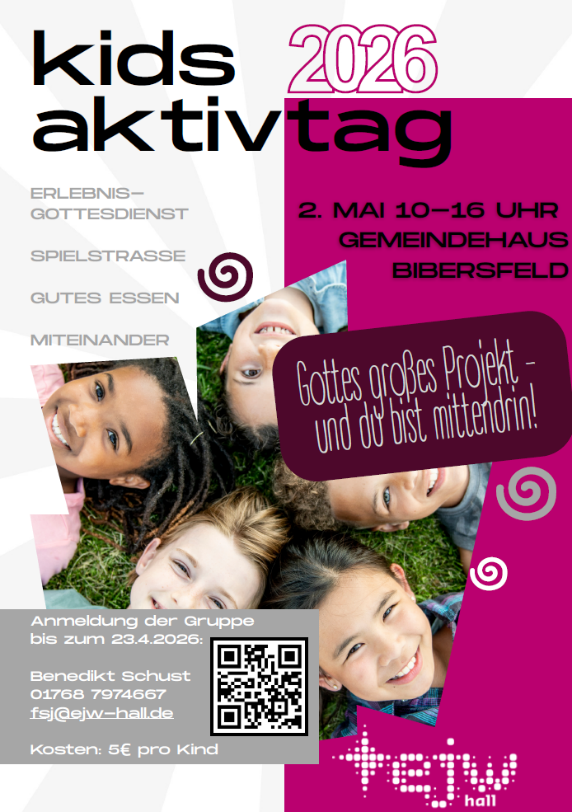 kids 2026
aktivtag
ERLEBNIS-
GOTTESDIENST
SPIELSTRASSE
GUTES ESSEN
MITEINANDER
2. MAI 10-16 UHR
GEMEINDEHAUS
BIBERSFELD
Gottes großes Projekt -
und du bist mittendrin!
Anmeldung der Gruppe
bis zum 23.4.2026:
Benedikt Schust
01768 7974667
fsj@ejw-hall.de
Kosten: 5€ pro Kind
ejw
hall